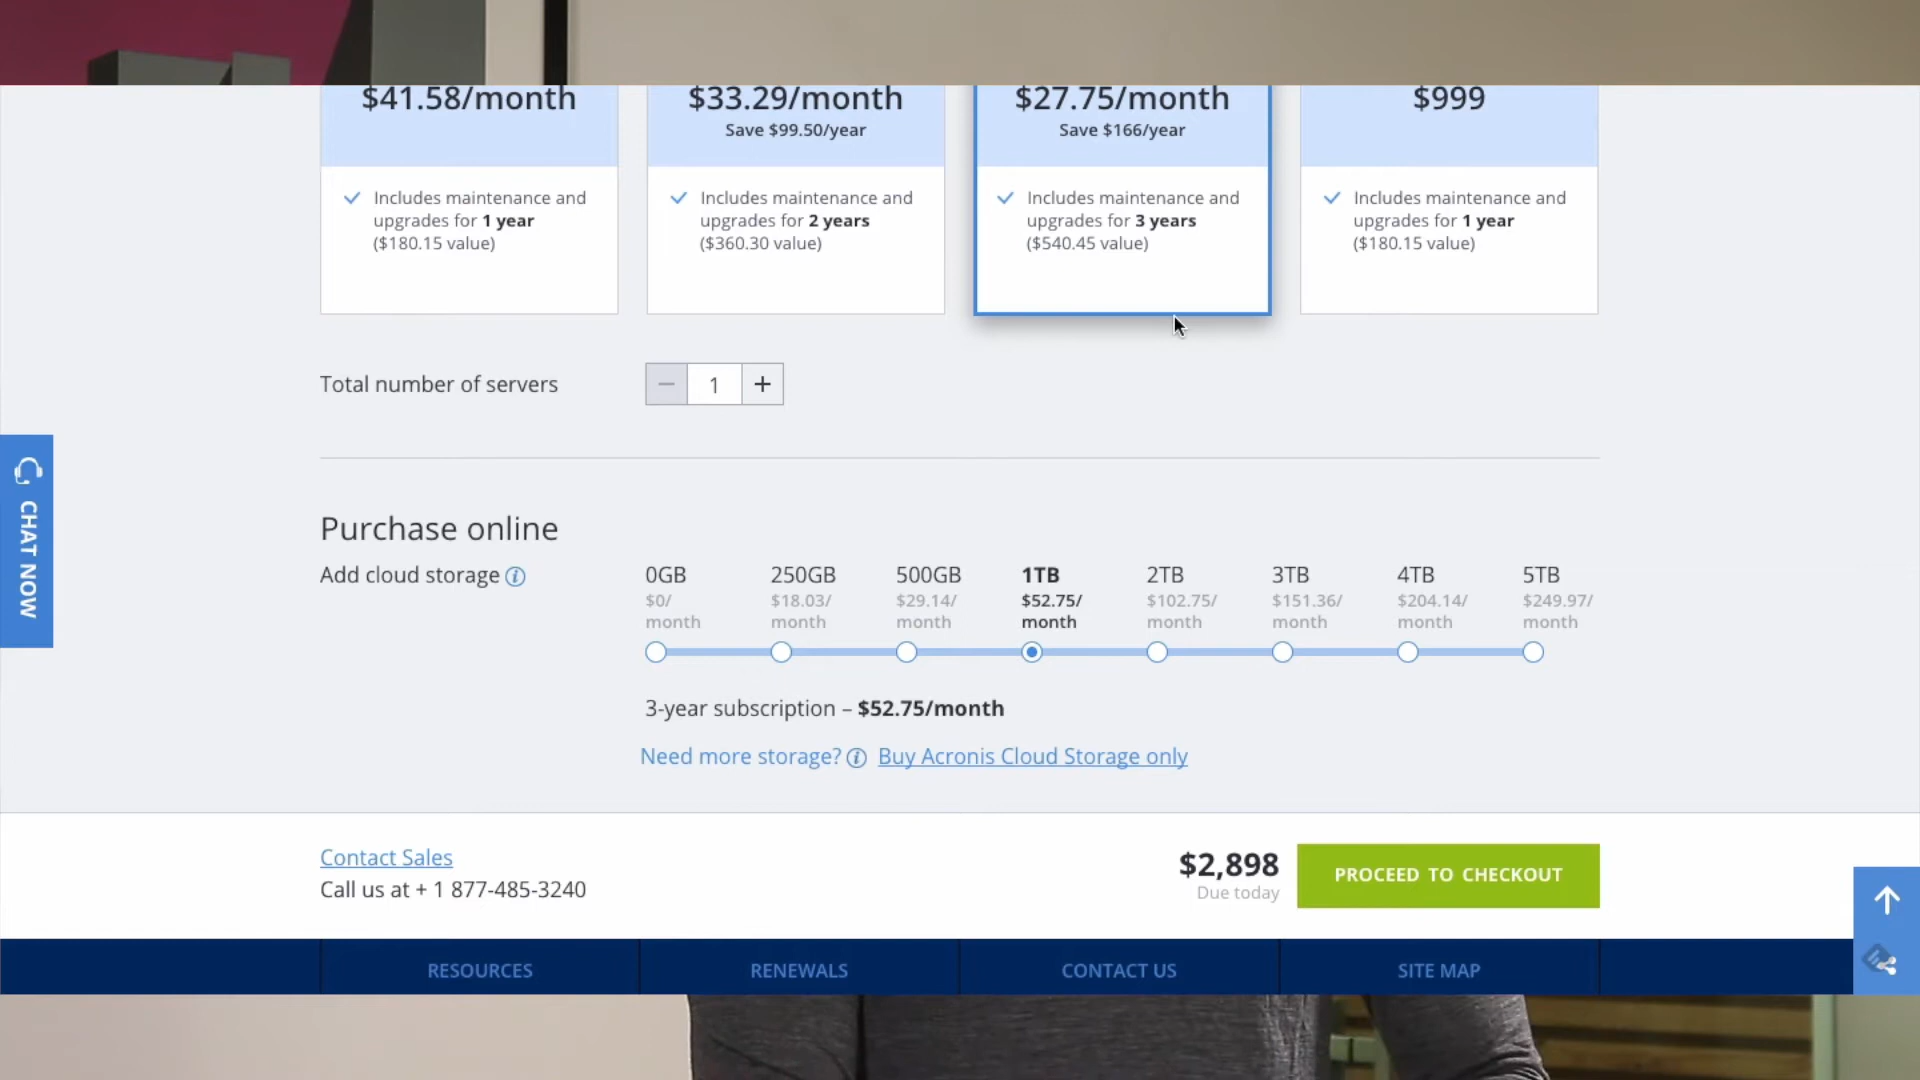 $41.58/month
$33.29/month
Save $99.50/year
$27.75/month
Save $166/year
$999
Includes maintenance and
upgrades for 1 year
($180.15 value)
Includes maintenance and
upgrades for 2 years
($360.30 value)
Includes maintenance and
upgrades for 3 years
($540.45 value)
Includes maintenance and
upgrades for 1 year
($180.15 value)
Total number of servers
1
CHAT NOW
Purchase online
Add cloud storage
0GB
$0/
month
250GB
$18.03/
month
500GB
$29.14/
month
1TB
$52.75/
month
2TB
$102.75/
month
3TB
$151.36/
month
4TB
$204.14/
month
5TB
$249.97/
month
3-year subscription – $52.75/month
Need more storage? Buy Acronis Cloud Storage only
Contact Sales
Call us at + 1 877-485-3240
$2,898
Due today
PROCEED TO CHECKOUT
RESOURCES
RENEWALS
CONTACT US
SITE MAP